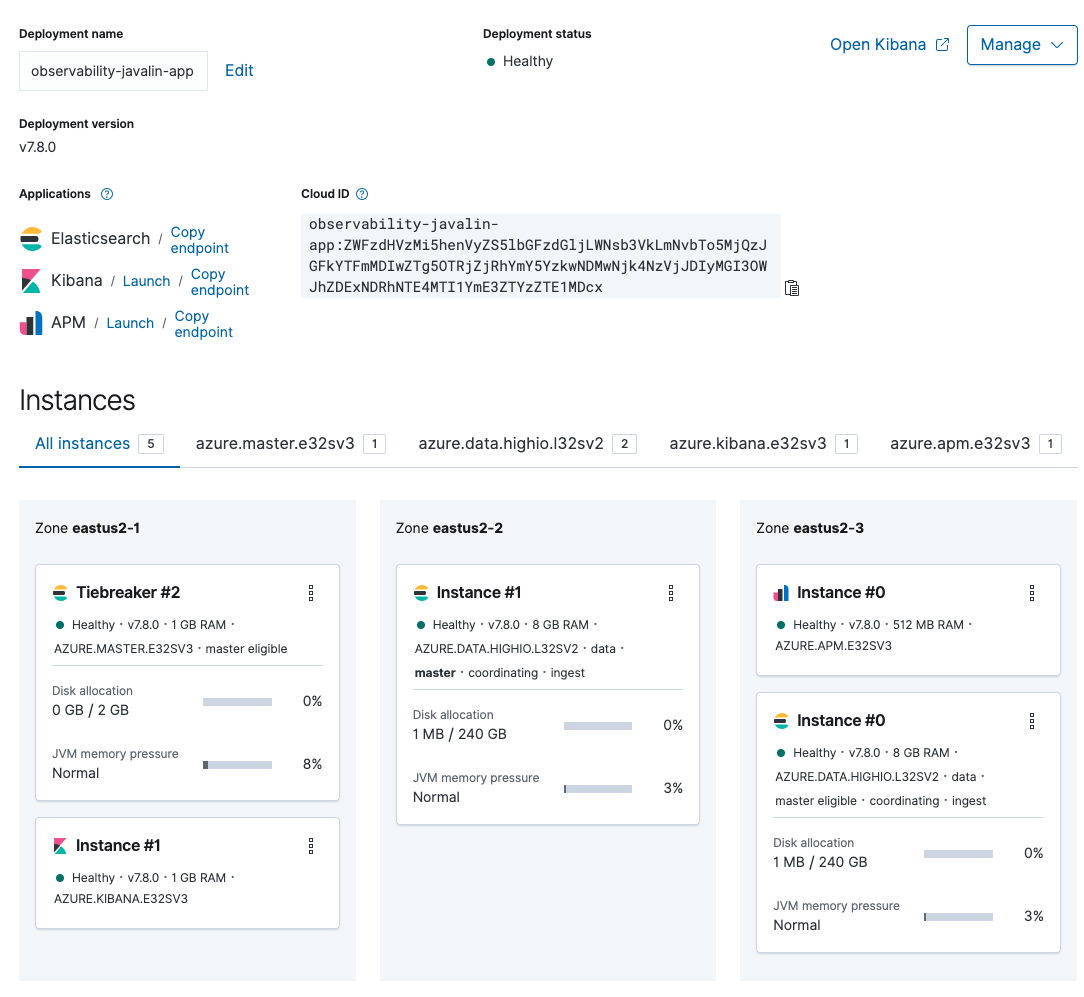 Deployment name
Deployment status
observability-javalin-app
Edit
Healthy
Open Kibana
Manage
Deployment version
v7.8.0
Applications
Cloud ID
Elasticsearch / Copy endpoint
Kibana / Launch / Copy endpoint
APM / Launch / Copy endpoint
observability-javalin-
app:ZWFzdHVzMi5henVyZS5lbGFzdGljLWNsb3VkLmNvbTo5MjQzJ
GFkYTFmMDIwZTg5OTRjZjRhYmY5YzkwNDMwNjk4NzVjJDIyMGI3OW
JhZDExNDRhNTE4MTI1YmE3ZTYzZTE1MDcx
Instances
All instances 5
azure.master.e32sv3 1
azure.data.highio.l32sv2 2
azure.kibana.e32sv3 1
azure.apm.e32sv3 1
Zone eastus2-1
Tiebreaker #2
Healthy · v7.8.0 · 1 GB RAM ·
AZURE.MASTER.E32SV3 · master eligible
Disk allocation
0 GB / 2 GB
0%
JVM memory pressure
Normal
8%
Instance #1
Healthy · v7.8.0 · 1 GB RAM ·
AZURE.KIBANA.E32SV3
Zone eastus2-2
Instance #1
Healthy · v7.8.0 · 8 GB RAM ·
AZURE.DATA.HIGHIO.L32SV2 · data ·
master · coordinating · ingest
Disk allocation
1 MB / 240 GB
0%
JVM memory pressure
Normal
3%
Zone eastus2-3
Instance #0
Healthy · v7.8.0 · 512 MB RAM ·
AZURE.APM.E32SV3
Instance #0
Healthy · v7.8.0 · 8 GB RAM ·
AZURE.DATA.HIGHIO.L32SV2 · data ·
master eligible · coordinating · ingest
Disk allocation
1 MB / 240 GB
0%
JVM memory pressure
Normal
3%